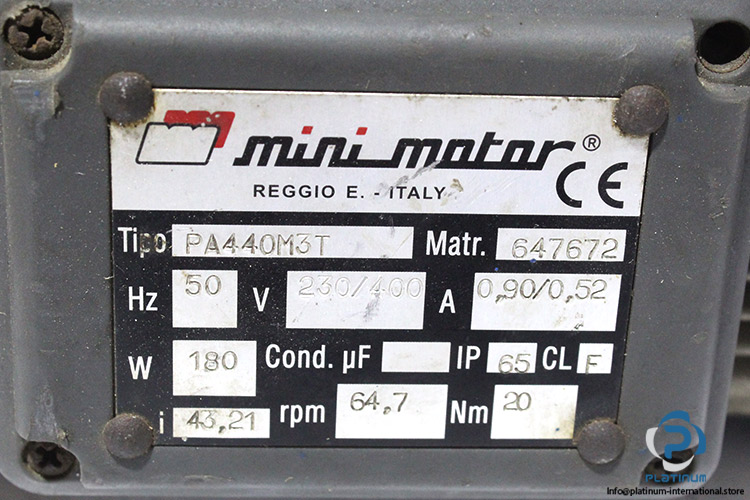 mini motor®
REGGIO E. - ITALY
CE
Tipo PA440M3T Matr. 647672
Hz 50 V 230/400 A 0,90/0,52
W 180 Cond. µF IP 65 CL F
i 43,21 rpm 64,7 Nm 20
PLATINUM
Info@platinum-international.store